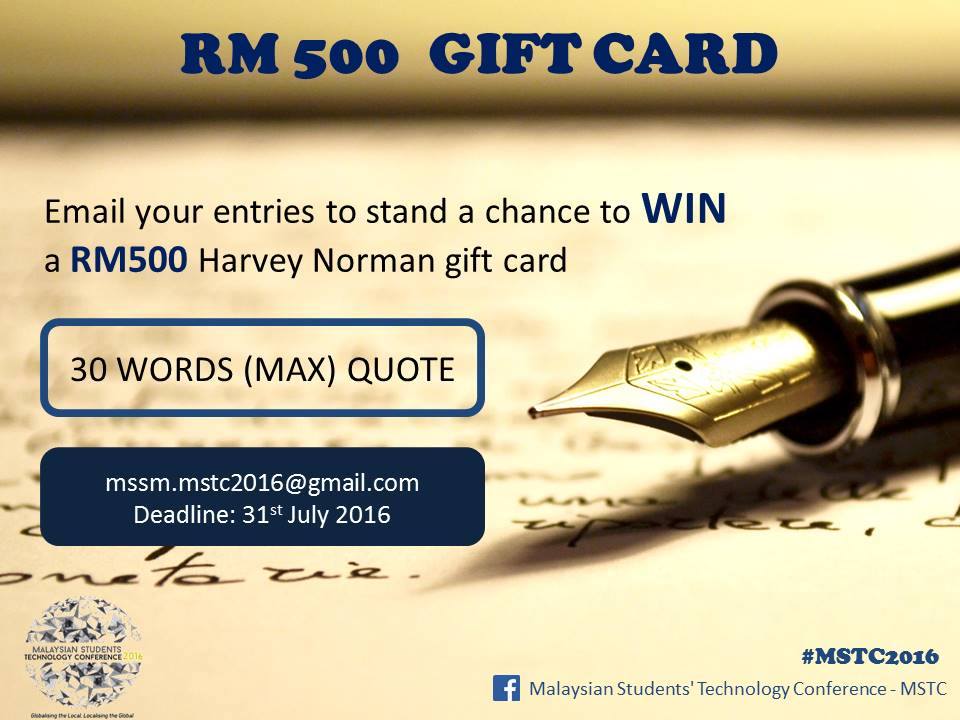 RM 500 GIFT CARD
Email your entries to stand a chance to WIN
a RM500 Harvey Norman gift card
30 WORDS (MAX) QUOTE
mssm.mstc2016@gmail.com
Deadline: 31st July 2016
MALAYSIAN STUDENTS
TECHNOLOGY CONFERENCE 2016
Globalising the Local, Localising the Global
#MSTC2016
Malaysian Students' Technology Conference - MSTC